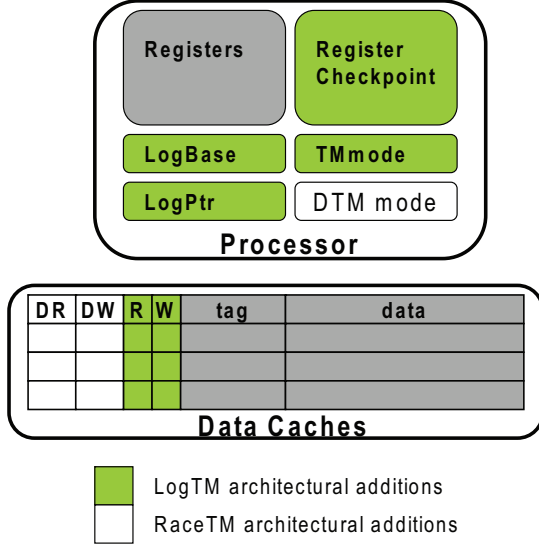 Registers
Register
Checkpoint
LogBase
TMmode
LogPtr
DTM mode
Processor
DR DW R W tag data
Data Caches
LogTM architectural additions
RaceTM architectural additions